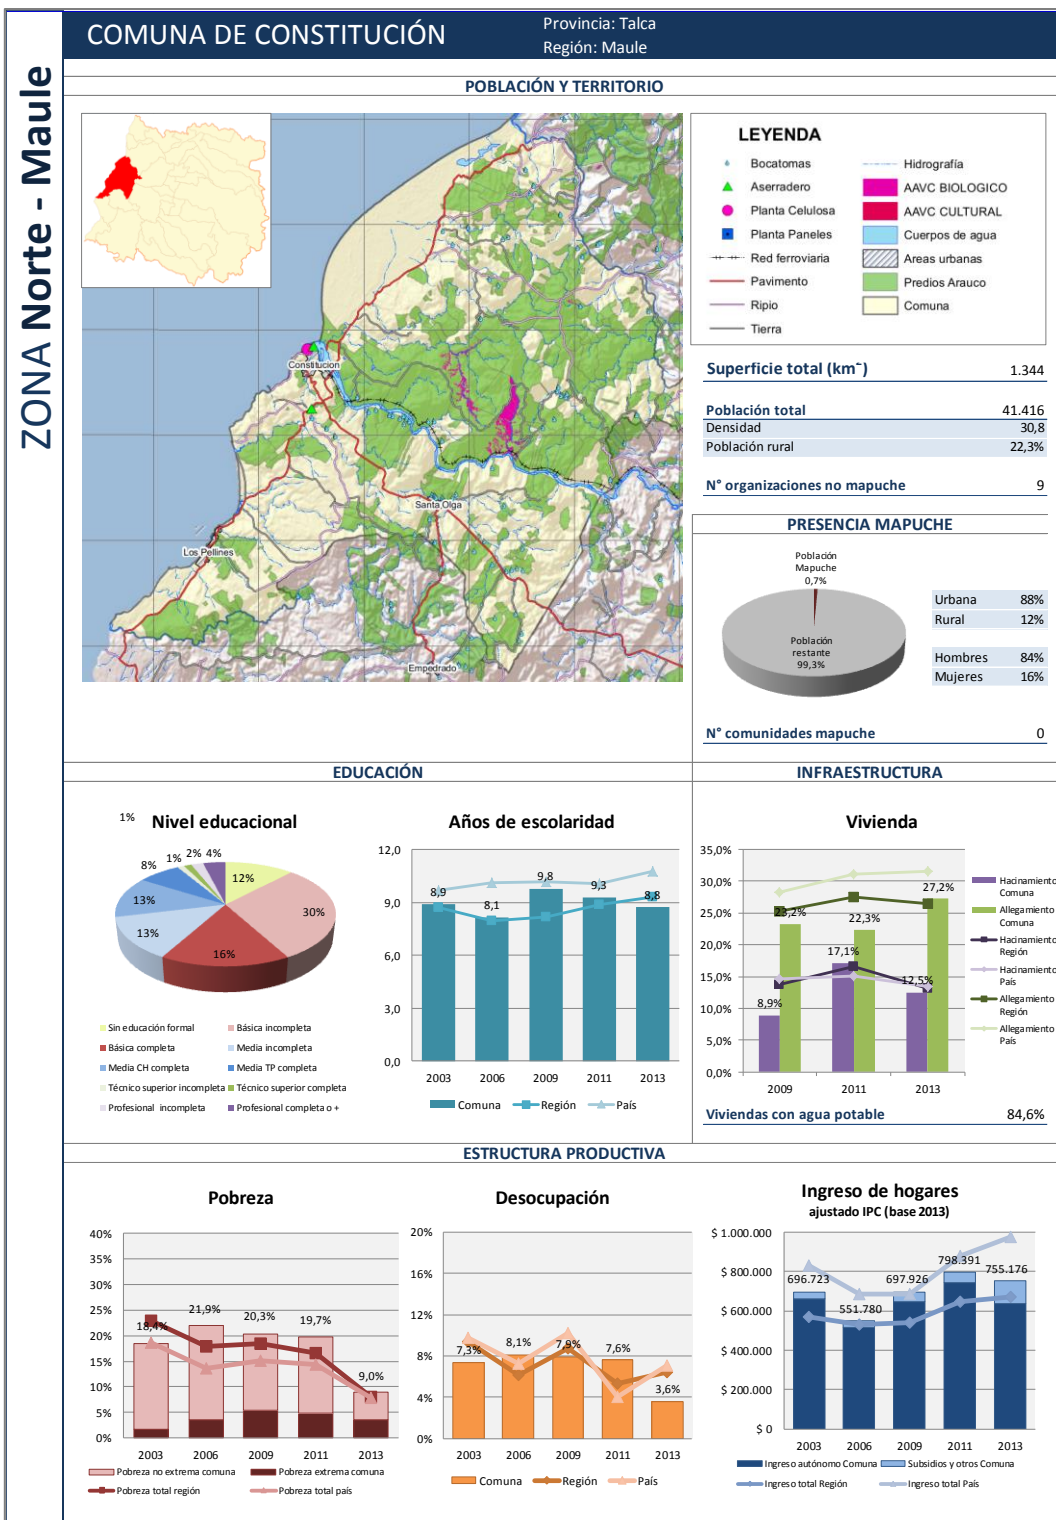 ZONA Norte - Maule
COMUNA DE CONSTITUCIÓN
Provincia: Talca
Región: Maule
POBLACIÓN Y TERRITORIO
Constitucion
Santa Olga
Los Pellines
Empedrado
LEYENDA
Bocatomas
Aserradero
Planta Celulosa
Planta Paneles
Red ferroviaria
Pavimento
Ripio
Tierra
Hidrografía
AAVC BIOLOGICO
AAVC CULTURAL
Cuerpos de agua
Areas urbanas
Predios Arauco
Comuna
Superficie total (km²) 1.344
Población total 41.416
Densidad 30,8
Población rural 22,3%
N° organizaciones no mapuche 9
PRESENCIA MAPUCHE
Población
Mapuche
0,7%
Población
restante
99,3%
Urbana 88%
Rural 12%
Hombres 84%
Mujeres 16%
N° comunidades mapuche 0
EDUCACIÓN
Nivel educacional
1%
8%
1%
2%
4%
12%
13%
30%
13%
16%
Sin educación formal
Básica incompleta
Básica completa
Media incompleta
Media CH completa
Media TP completa
Técnico superior incompleta
Técnico superior completa
Profesional incompleta
Profesional completa o +
Años de escolaridad
12,0
9,0
6,0
3,0
0,0
8,9
8,1
9,8
9,3
8,8
2003 2006 2009 2011 2013
Comuna Región País
INFRAESTRUCTURA
Vivienda
35,0%
30,0%
25,0%
20,0%
15,0%
10,0%
5,0%
0,0%
23,2%
22,3%
27,2%
8,9%
17,1%
12,5%
2009 2011 2013
Hacinamiento
Comuna
Allegamiento
Comuna
Hacinamiento
Región
Hacinamiento
País
Allegamiento
Región
Allegamiento
País
Viviendas con agua potable 84,6%
ESTRUCTURA PRODUCTIVA
Pobreza
40%
35%
30%
25%
20%
15%
10%
5%
0%
18,4%
21,9%
20,3%
19,7%
9,0%
2003 2006 2009 2011 2013
Pobreza no extrema comuna
Pobreza extrema comuna
Pobreza total región
Pobreza total país
Desocupación
20%
16%
12%
8%
4%
0%
7,3%
8,1%
7,9%
7,6%
3,6%
2003 2006 2009 2011 2013
Comuna Región País
Ingreso de hogares
ajustado IPC (base 2013)
$ 1.000.000
$ 800.000
$ 600.000
$ 400.000
$ 200.000
$ 0
696.723
551.780
697.926
798.391
755.176
2003 2006 2009 2011 2013
Ingreso autónomo Comuna
Subsidios y otros Comuna
Ingreso total Región
Ingreso total País